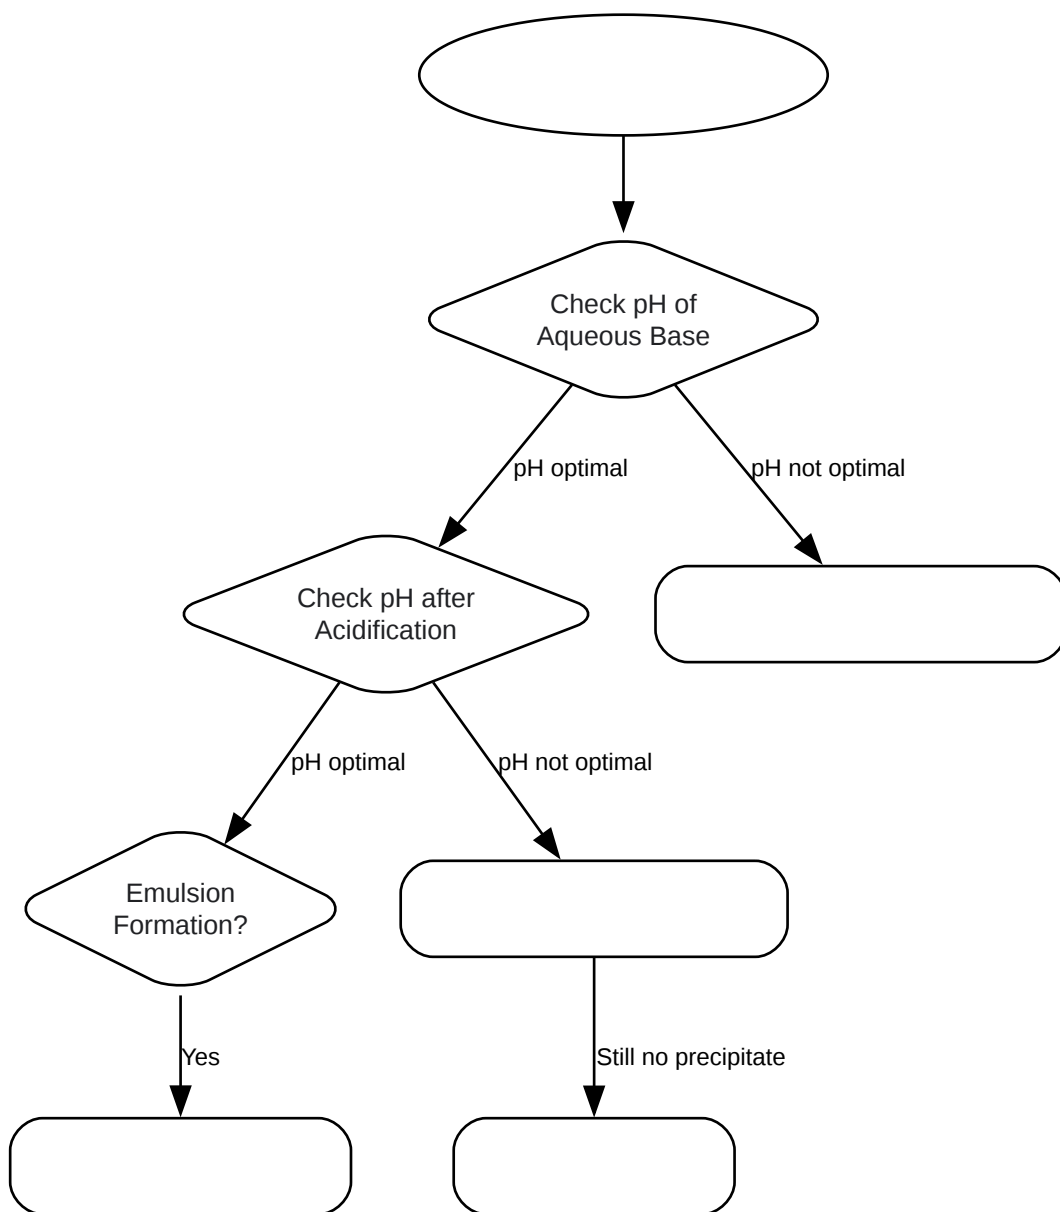 Check pH of
Aqueous Base
pH optimal
pH not optimal
Check pH after
Acidification
pH optimal
pH not optimal
Emulsion
Formation?
Yes
Still no precipitate